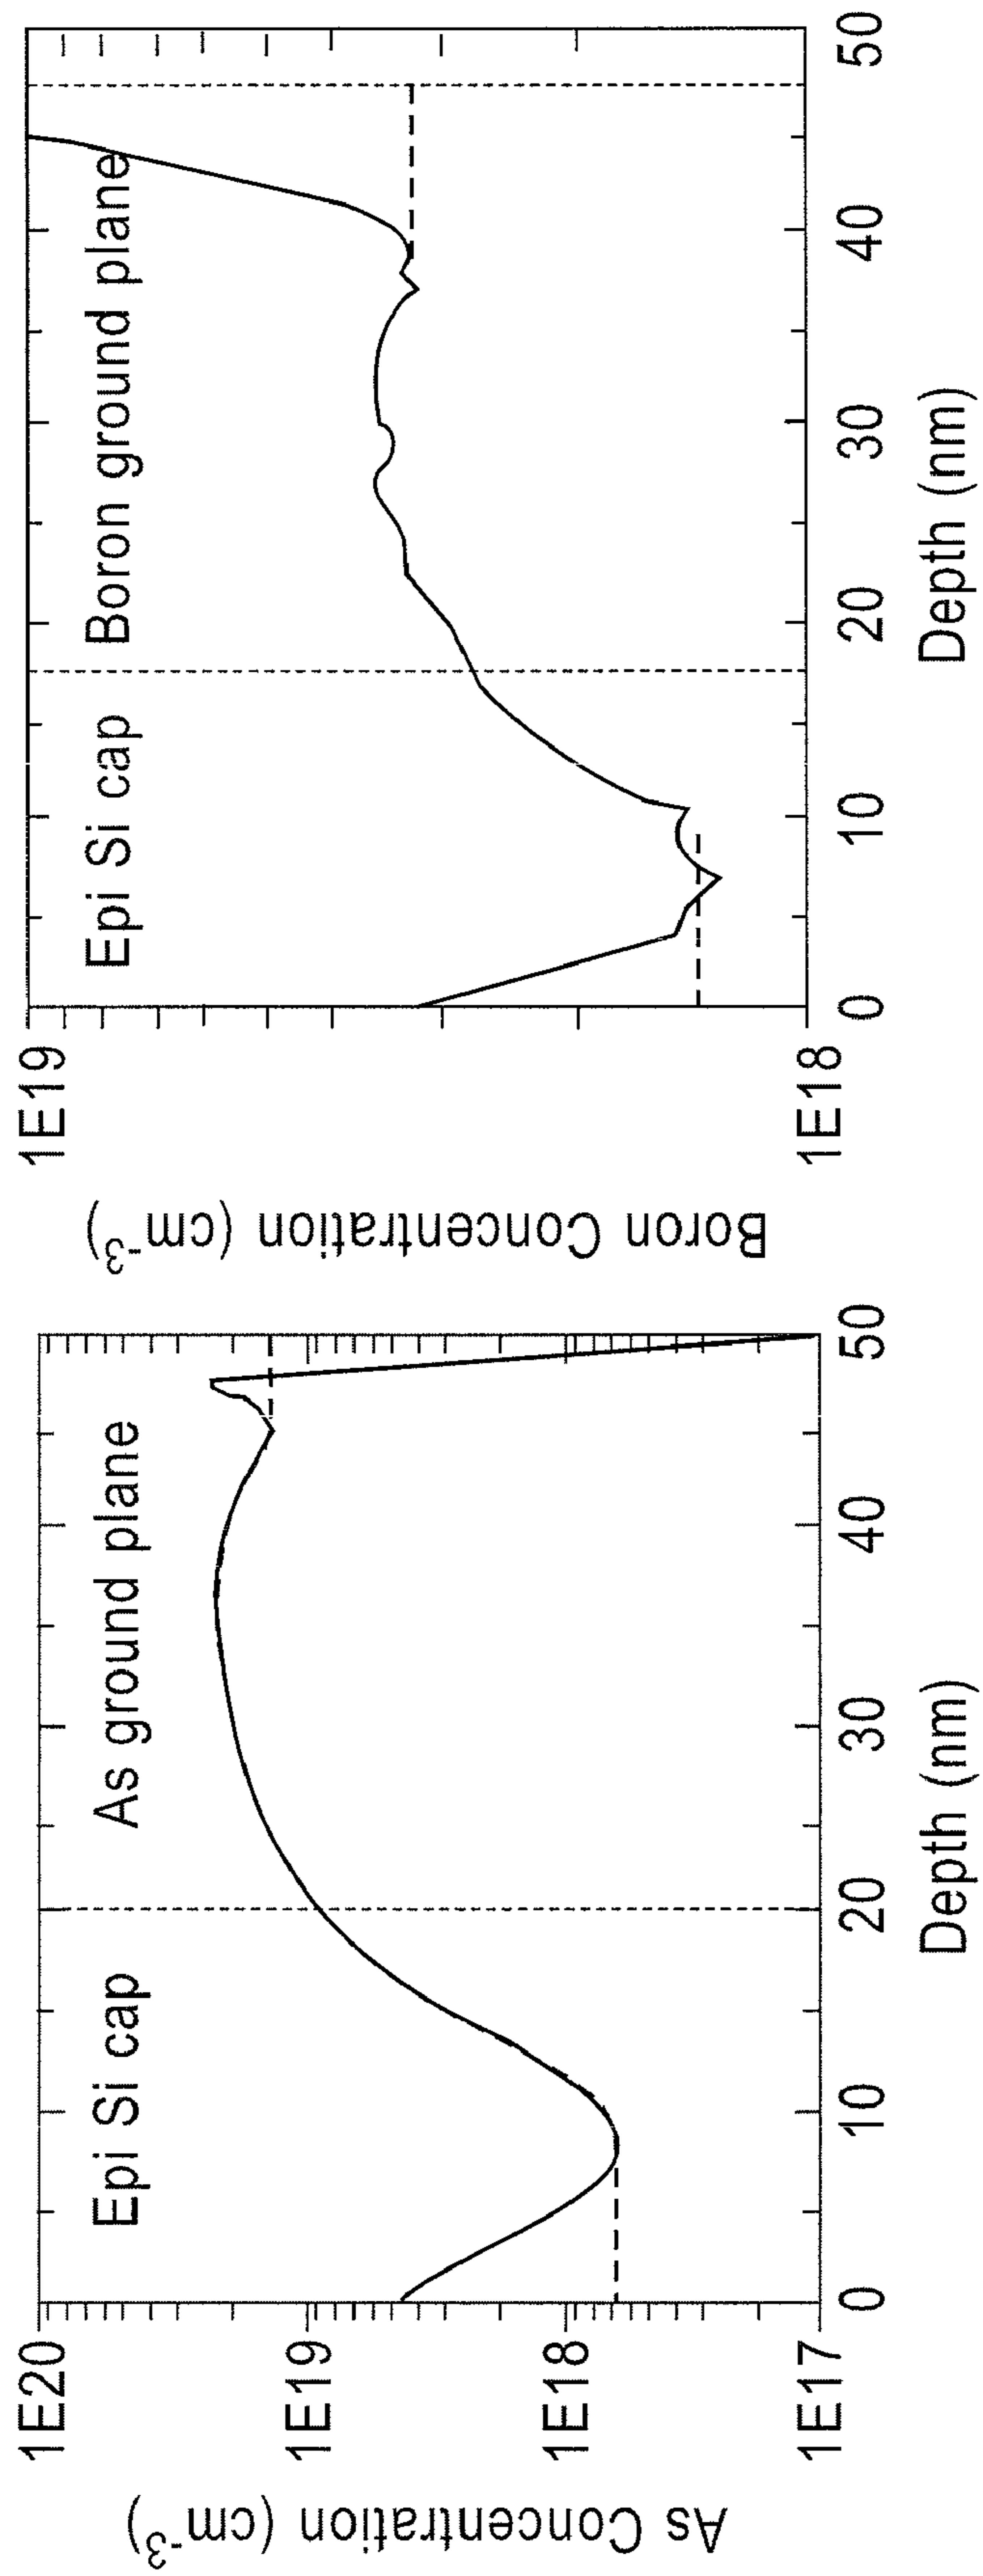 As Concentration (cm-3)
1E20
1E19
1E18
1E17
Epi Si cap
As ground plane
0
10
20
30
40
50
Depth (nm)
Boron Concentration (cm-3)
1E19
1E18
Epi Si cap
Boron ground plane
0
10
20
30
40
50
Depth (nm)